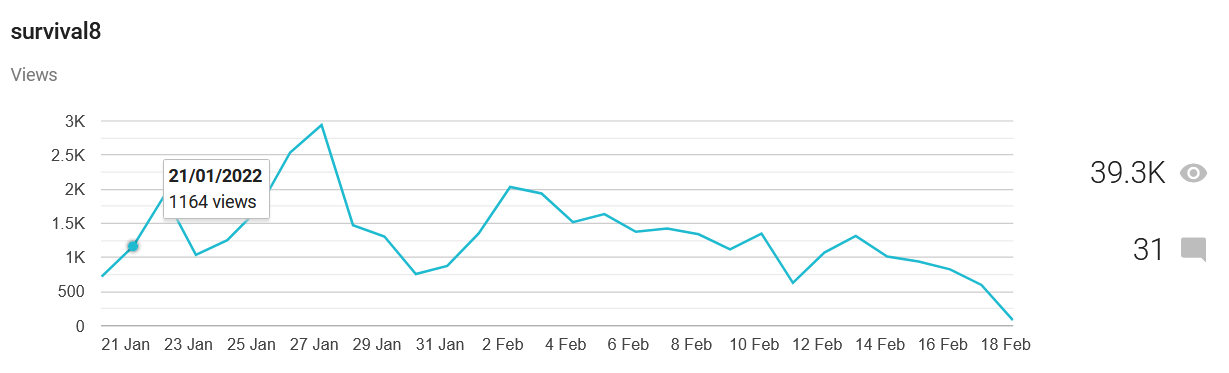 survival8
Views
3K
2.5K
2K
1.5K
1K
500
0
21/01/2022
1164 views
21 Jan 23 Jan 25 Jan 27 Jan 29 Jan 31 Jan 2 Feb 4 Feb 6 Feb 8 Feb 10 Feb 12 Feb 14 Feb 16 Feb 18 Feb
39.3K
31